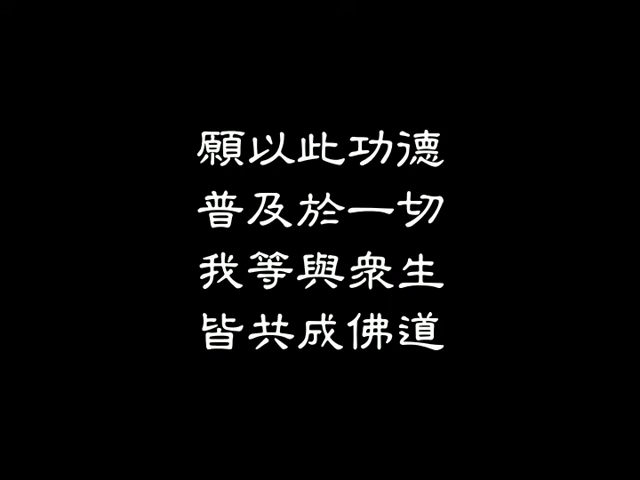 願以此功德
普及於一切
我等與衆生
皆共成佛道